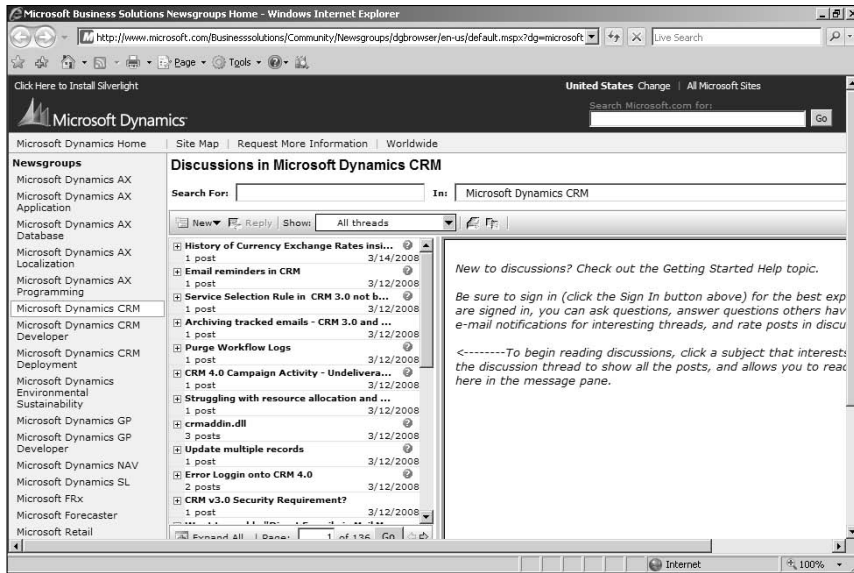 Microsoft Business Solutions Newsgroups Home - Windows Internet Explorer
http://www.microsoft.com/Businesssolutions/Community/Newsgroups/dgbrowser/en-us/default.mspx?dg=microsoft
Live Search
Page
Tools
Click Here to Install Silverlight
United States Change | All Microsoft Sites
Microsoft Dynamics
Search Microsoft.com for:
Go
Microsoft Dynamics Home | Site Map | Request More Information | Worldwide
Newsgroups
Microsoft Dynamics AX
Microsoft Dynamics AX
Application
Microsoft Dynamics AX
Database
Microsoft Dynamics AX
Localization
Microsoft Dynamics AX
Programming
Microsoft Dynamics CRM
Microsoft Dynamics CRM
Developer
Microsoft Dynamics CRM
Deployment
Microsoft Dynamics
Environmental
Sustainability
Microsoft Dynamics GP
Microsoft Dynamics GP
Developer
Microsoft Dynamics NAV
Microsoft Dynamics SL
Microsoft FRx
Microsoft Forecaster
Microsoft Retail
Discussions in Microsoft Dynamics CRM
Search For:
In: Microsoft Dynamics CRM
New Reply Show: All threads
History of Currency Exchange Rates insi...
1 post 3/14/2008
Email reminders in CRM
1 post 3/12/2008
Service Selection Rule in CRM 3.0 not b...
1 post 3/12/2008
Archiving tracked emails - CRM 3.0 and ...
1 post 3/12/2008
Purge Workflow Logs
1 post 3/12/2008
CRM 4.0 Campaign Activity - Undelivera...
1 post 3/12/2008
Struggling with resource allocation and ...
1 post 3/12/2008
crmaddin.dll
3 posts 3/12/2008
Update multiple records
1 post 3/12/2008
Error Loggin onto CRM 4.0
2 posts 3/12/2008
CRM v3.0 Security Requirement?
1 post 3/12/2008
Expand All | Page: 1 of 136 Go
New to discussions? Check out the Getting Started Help topic.
Be sure to sign in (click the Sign In button above) for the best exp
are signed in, you can ask questions, answer questions others hav
e-mail notifications for interesting threads, and rate posts in discu
<--------To begin reading discussions, click a subject that interests
the discussion thread to show all the posts, and allows you to read
here in the message pane.
Internet
100%